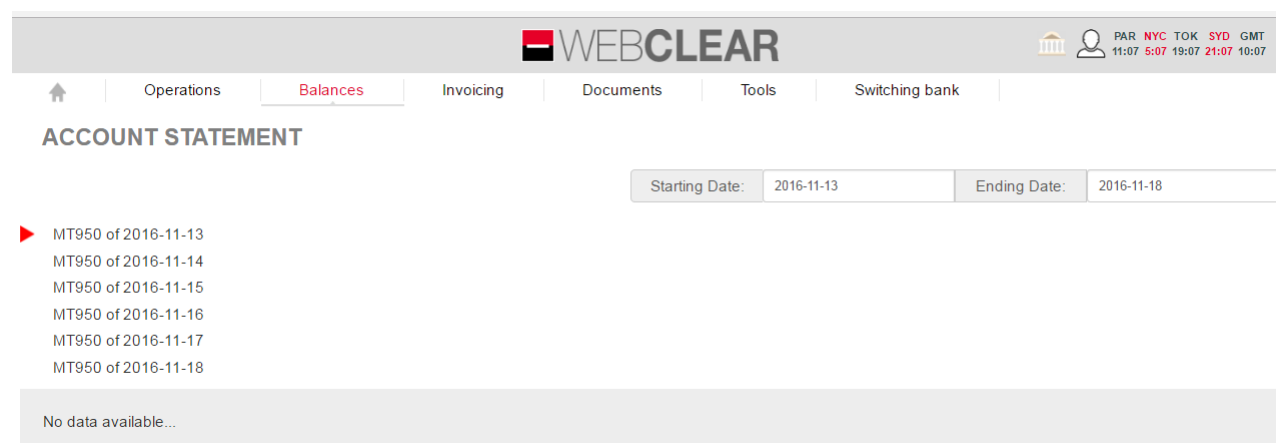 WEBCLEAR
PAR NYC TOK SYD GMT
11:07 5:07 19:07 21:07 10:07
Operations Balances Invoicing Documents Tools Switching bank
ACCOUNT STATEMENT
Starting Date: 2016-11-13 Ending Date: 2016-11-18
MT950 of 2016-11-13
MT950 of 2016-11-14
MT950 of 2016-11-15
MT950 of 2016-11-16
MT950 of 2016-11-17
MT950 of 2016-11-18
No data available...